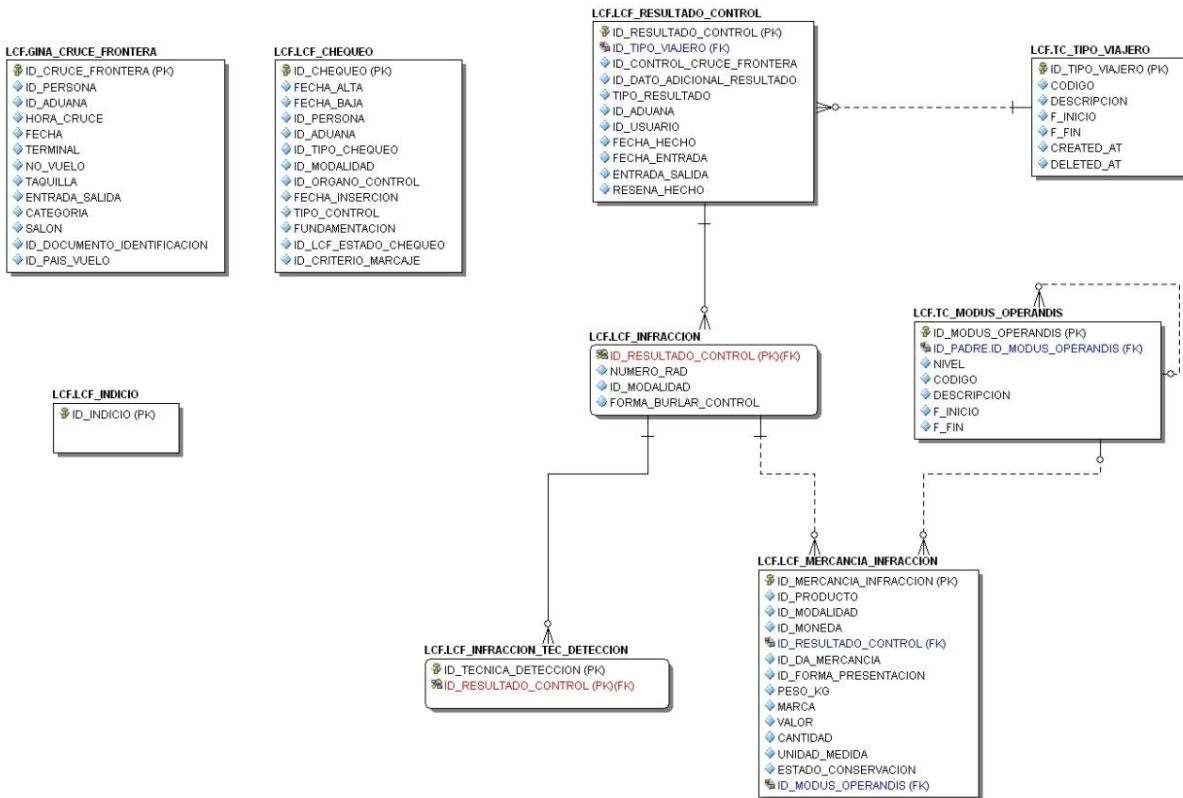 LCF.GINA_CRUCE_FRONTERA
ID_CRUCE_FRONTERA (PK)
ID_PERSONA
ID_ADUANA
HORA_CRUCE
FECHA
TERMINAL
NO_VUELO
TAQUILLA
ENTRADA_SALIDA
CATEGORIA
SALON
ID_DOCUMENTO_IDENTIFICACION
ID_PAIS_VUELO
LCF.LCF_CHEQUEO
ID_CHEQUEO (PK)
FECHA_ALTA
FECHA_BAJA
ID_PERSONA
ID_ADUANA
ID_TIPO_CHEQUEO
ID_MODALIDAD
ID_ORGANO_CONTROL
FECHA_INSERCION
TIPO_CONTROL
FUNDAMENTACION
ID_LCF_ESTADO_CHEQUEO
ID_CRITERIO_MARCAJE
LCF.LCF_RESULTADO_CONTROL
ID_RESULTADO_CONTROL (PK)
ID_TIPO_VIAJERO (FK)
ID_CONTROL_CRUCE_FRONTERA
ID_DATO_ADICIONAL_RESULTADO
TIPO_RESULTADO
ID_ADUANA
ID_USUARIO
FECHA_HECHO
FECHA_ENTRADA
ENTRADA_SALIDA
RESENA_HECHO
LCF.TC_TIPO_VIAJERO
ID_TIPO_VIAJERO (PK)
CODIGO
DESCRIPCION
F_INICIO
F_FIN
CREATED_AT
DELETED_AT
LCF.LCF_INFRACCION
ID_RESULTADO_CONTROL (PK)(FK)
NUMERO_RAD
ID_MODALIDAD
FORMA_BURLAR_CONTROL
LCF.TC_MODUS_OPERANDIS
ID_MODUS_OPERANDIS (PK)
ID_PADRE.ID_MODUS_OPERANDIS (FK)
NIVEL
CODIGO
DESCRIPCION
F_INICIO
F_FIN
LCF.LCF_INDICIO
ID_INDICIO (PK)
LCF.LCF_INFRACCION_TEC_DETECCION
ID_TECNICA_DETECCION (PK)
ID_RESULTADO_CONTROL (PK)(FK)
LCF.LCF_MERCANCIA_INFRACCION
ID_MERCANCIA_INFRACCION (PK)
ID_PRODUCTO
ID_MODALIDAD
ID_MONEDA
ID_RESULTADO_CONTROL (FK)
ID_DA_MERCANCIA
ID_FORMA_PRESENTACION
PESO_KG
MARCA
VALOR
CANTIDAD
UNIDAD_MEDIDA
ESTADO_CONSERVACION
ID_MODUS_OPERANDIS (FK)